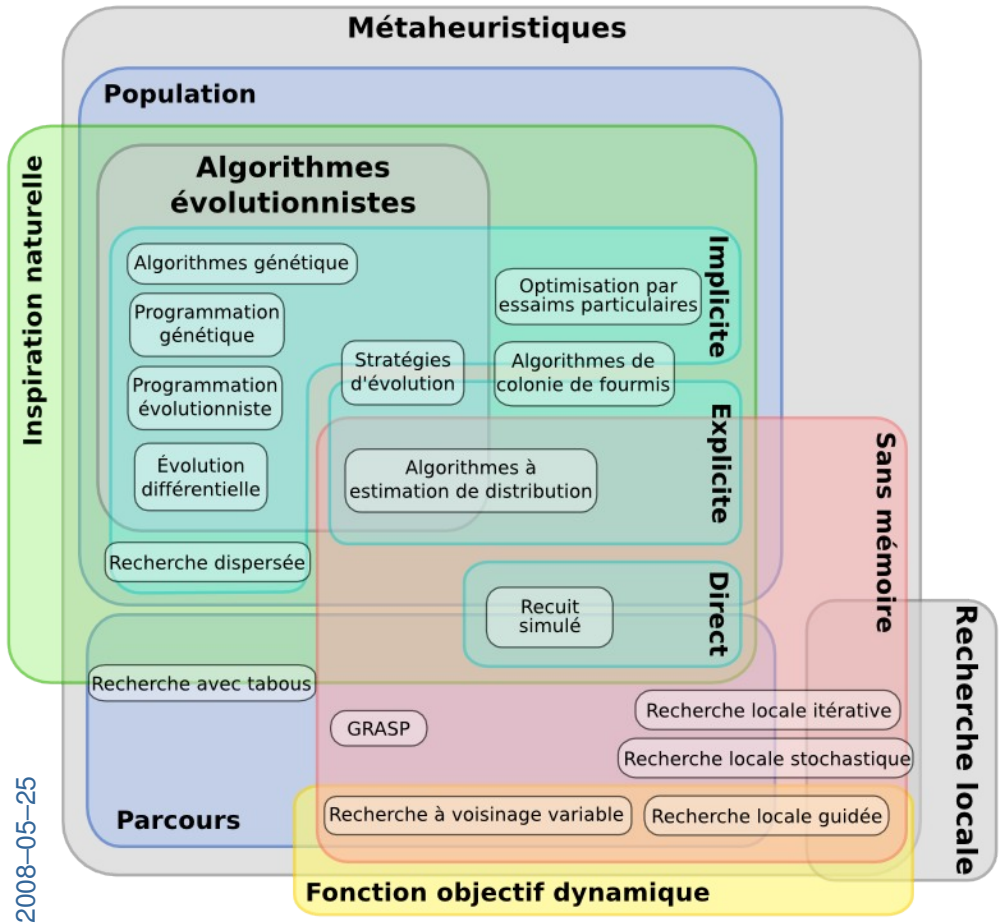 Métaheuristiques
Population
Inspiration naturelle
Algorithmes
évolutionnistes
Implicite
Algorithmes génétique
Optimisation par
essaims particulaires
Programmation
génétique
Stratégies
d'évolution
Algorithmes de
colonie de fourmis
Programmation
évolutionniste
Explicite
Sans mémoire
Évolution
différentielle
Algorithmes à
estimation de distribution
Recherche dispersée
Direct
Recuit
simulé
Recherche locale
Recherche avec tabous
GRASP
Recherche locale itérative
Recherche locale stochastique
Parcours
Recherche à voisinage variable
Recherche locale guidée
Fonction objectif dynamique
2008–05–25